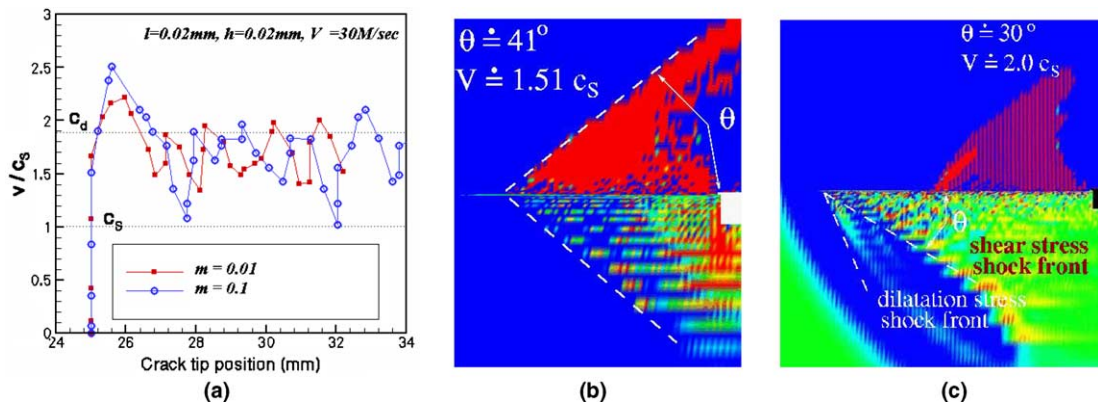 l=0.02mm, h=0.02mm, V =30M/sec
v / c_s
3
2.5
2
1.5
1
0.5
0
c_d
c_s
m = 0.01
m = 0.1
24 26 28 30 32 34
Crack tip position (mm)
(a)
θ ≐ 41°
V ≐ 1.51 c_s
θ
(b)
θ ≐ 30°
V ≐ 2.0 c_s
θ
shear stress
shock front
dilatation stress
shock front
(c)